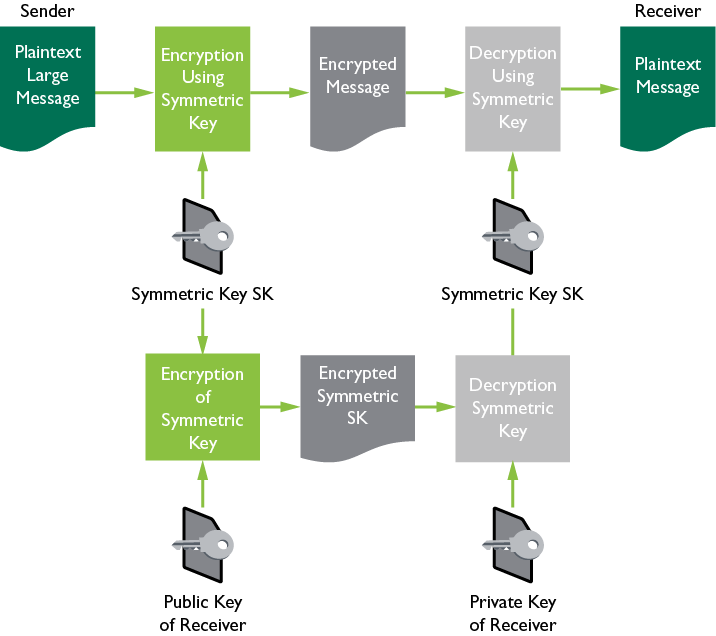 Sender
Receiver
Plaintext
Large
Message
Encryption
Using
Symmetric
Key
Encrypted
Message
Decryption
Using
Symmetric
Key
Plaintext
Message
Symmetric Key SK
Symmetric Key SK
Encryption
of
Symmetric
Key
Encrypted
Symmetric
SK
Decryption
Symmetric
Key
Public Key
of Receiver
Private Key
of Receiver